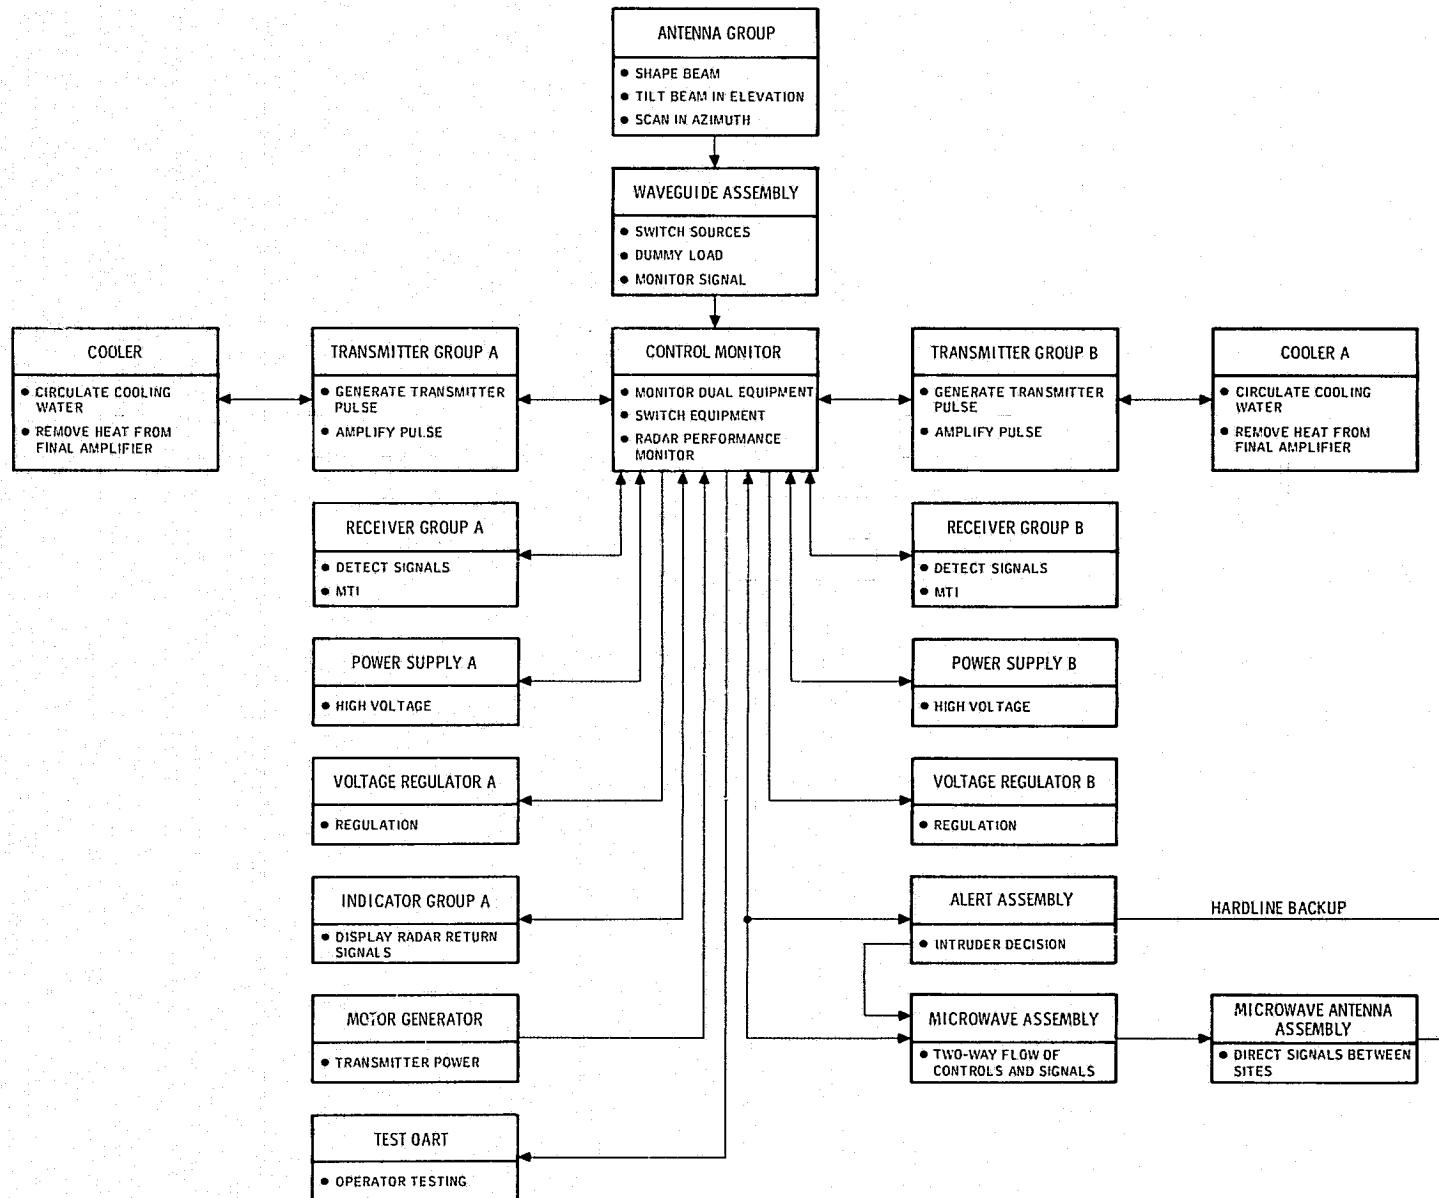 ANTENNA GROUP
● SHAPE BEAM
● TILT BEAM IN ELEVATION
● SCAN IN AZIMUTH
WAVEGUIDE ASSEMBLY
● SWITCH SOURCES
● DUMMY LOAD
● MONITOR SIGNAL
COOLER
● CIRCULATE COOLING
WATER
● REMOVE HEAT FROM
FINAL AMPLIFIER
TRANSMITTER GROUP A
● GENERATE TRANSMITTER
PULSE
● AMPLIFY PULSE
CONTROL MONITOR
● MONITOR DUAL EQUIPMENT
● SWITCH EQUIPMENT
● RADAR PERFORMANCE
MONITOR
TRANSMITTER GROUP B
● GENERATE TRANSMITTER
PULSE
● AMPLIFY PULSE
COOLER A
● CIRCULATE COOLING
WATER
● REMOVE HEAT FROM
FINAL AMPLIFIER
RECEIVER GROUP A
● DETECT SIGNALS
● MTI
RECEIVER GROUP B
● DETECT SIGNALS
● MTI
POWER SUPPLY A
● HIGH VOLTAGE
POWER SUPPLY B
● HIGH VOLTAGE
VOLTAGE REGULATOR A
● REGULATION
VOLTAGE REGULATOR B
● REGULATION
INDICATOR GROUP A
● DISPLAY RADAR RETURN
SIGNALS
ALERT ASSEMBLY
● INTRUDER DECISION
HARDLINE BACKUP
MOTOR GENERATOR
● TRANSMITTER POWER
MICROWAVE ASSEMBLY
● TWO-WAY FLOW OF
CONTROLS AND SIGNALS
MICROWAVE ANTENNA
ASSEMBLY
● DIRECT SIGNALS BETWEEN
SITES
TEST OART
● OPERATOR TESTING